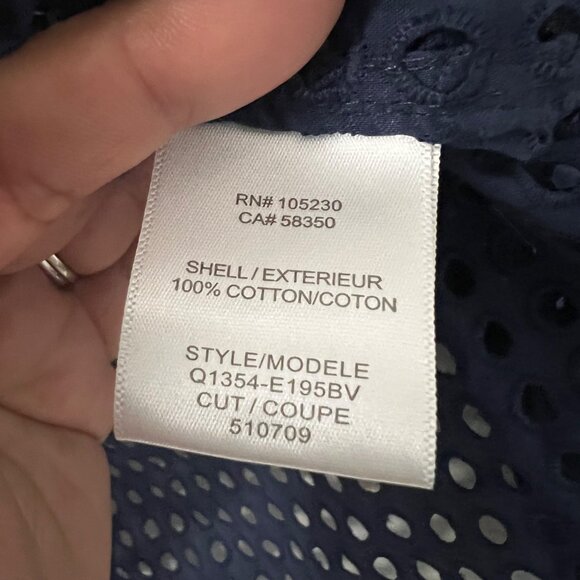 RN# 105230
CA# 58350
SHELL / EXTERIEUR
100% COTTON/COTON
STYLE/MODELE
Q1354-E195BV
CUT / COUPE
510709